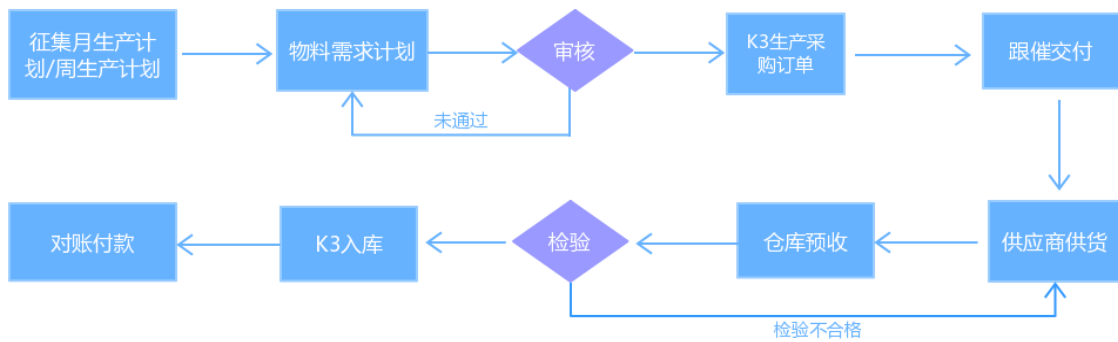 征集月生产计
划/周生产计划
物料需求计划
审核
K3生产采
购订单
跟催交付
未通过
对账付款
K3入库
检验
仓库预收
供应商供货
检验不合格